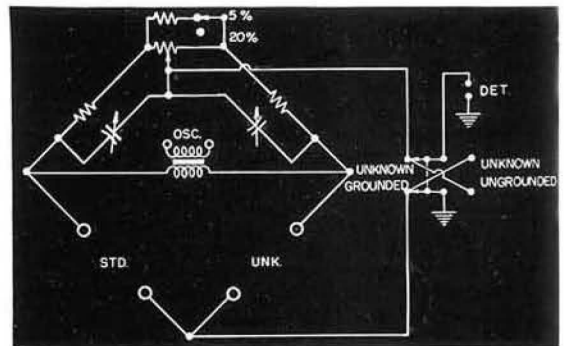 5%
20%
DET.
OSC.
UNKNOWN
GROUNDED
UNKNOWN
UNGROUNDED
STD.
UNK.